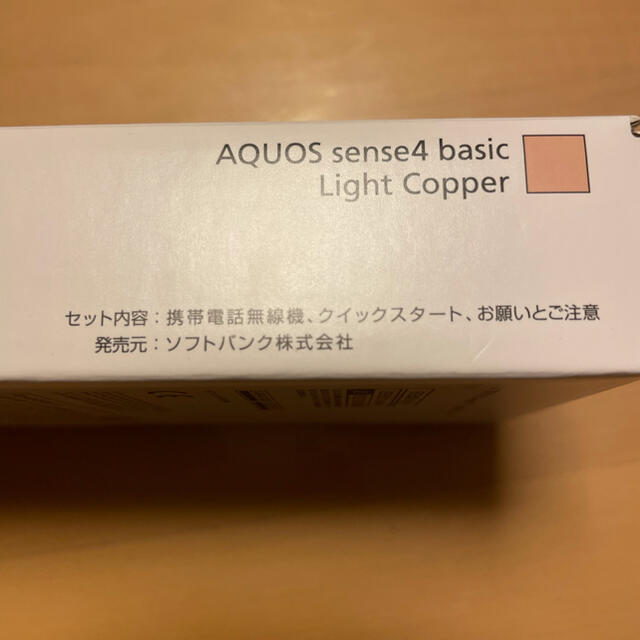 AQUOS sense4 basic
Light Copper
セット内容：携帯電話無線機、クイックスタート、お願いとご注意
発売元：ソフトバンク株式会社